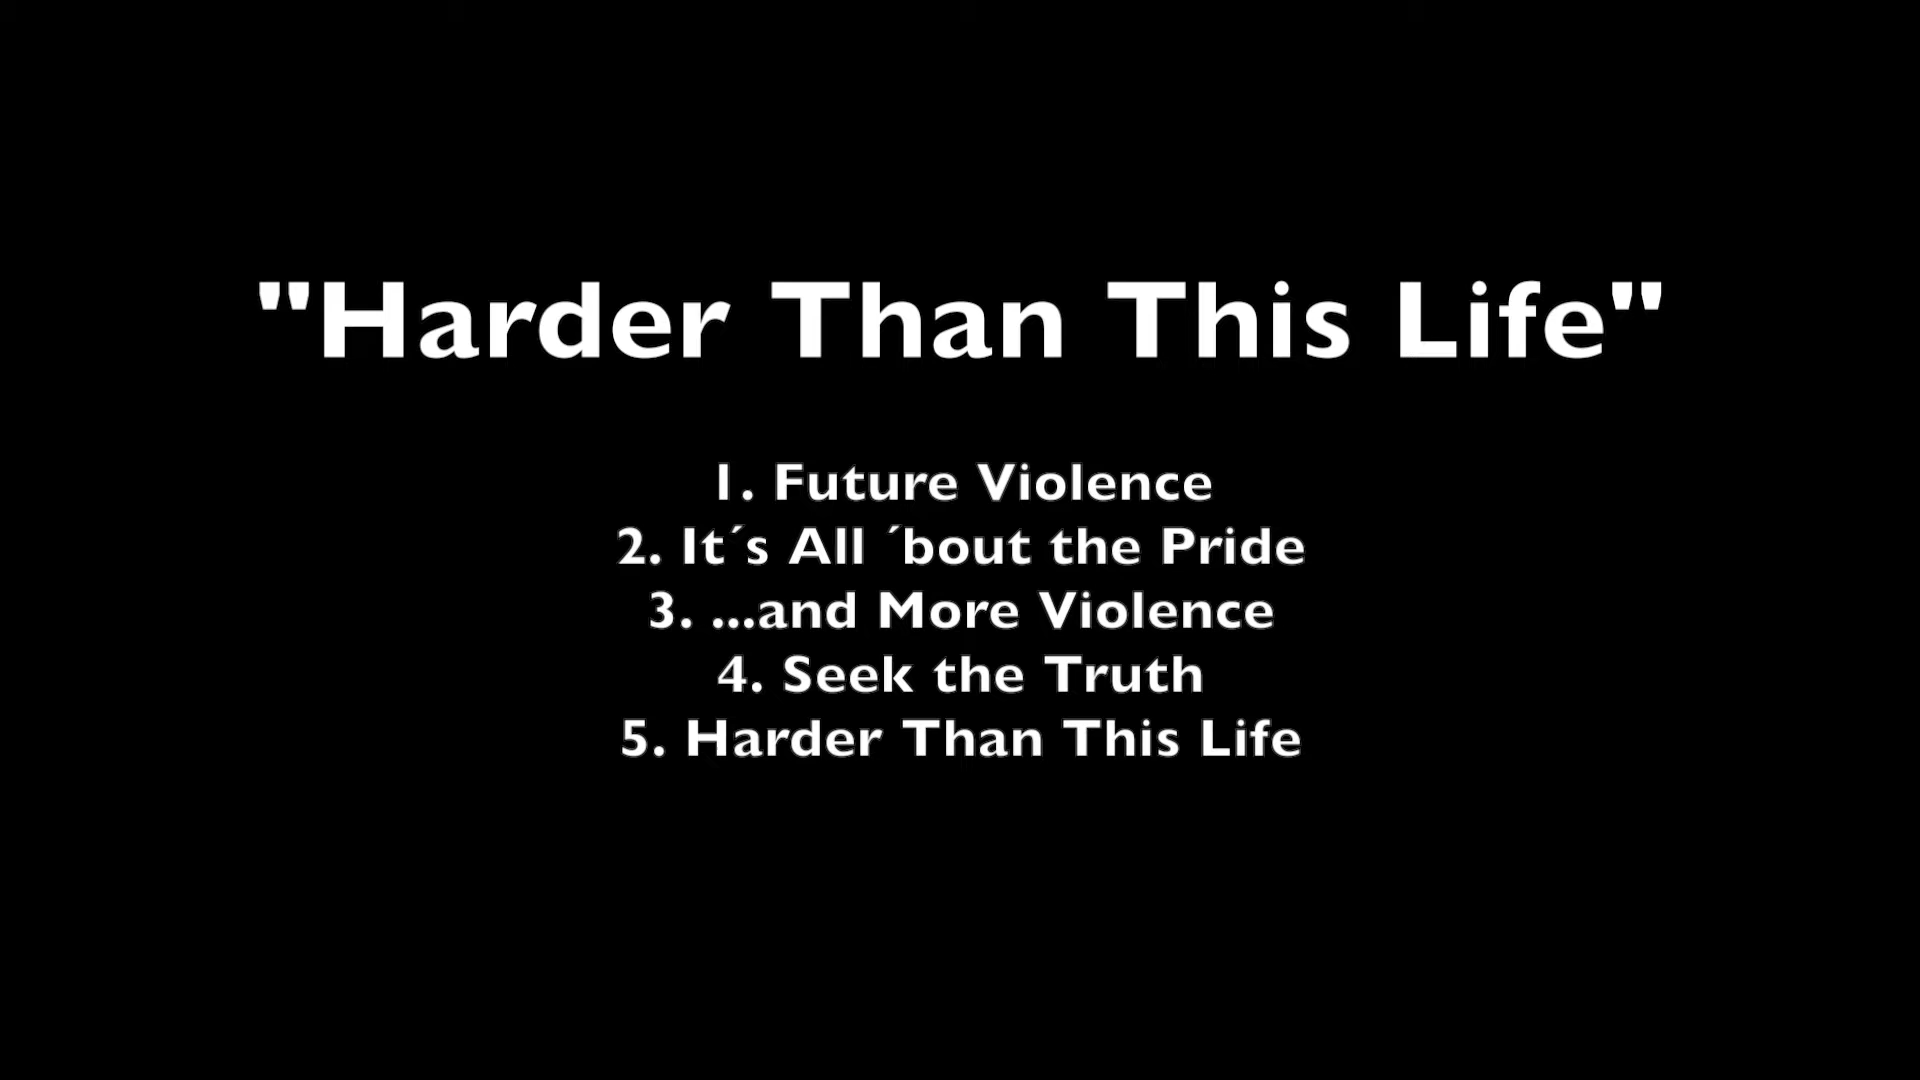 "Harder Than This Life"
1. Future Violence
2. It´s All ´bout the Pride
3. ...and More Violence
4. Seek the Truth
5. Harder Than This Life